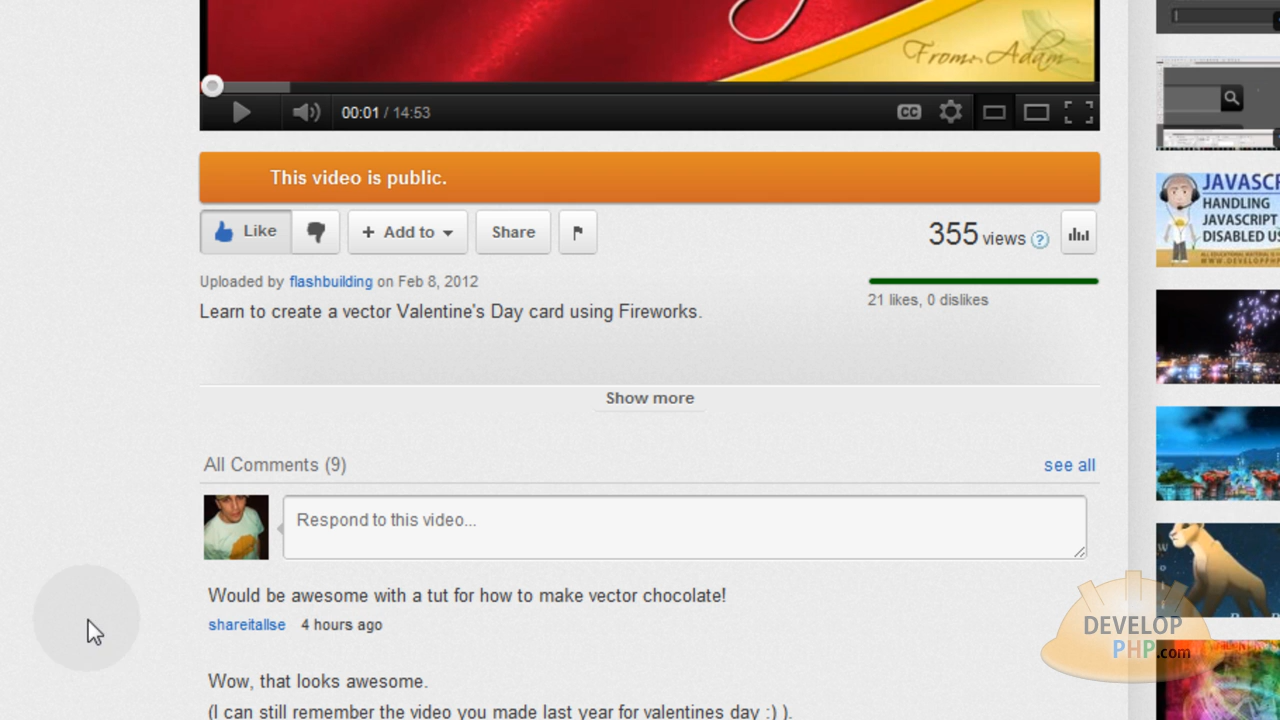 From: Adam
00:01 / 14:53
CC
This video is public.
Like
+ Add to
Share
355 views ?
Uploaded by flashbuilding on Feb 8, 2012
21 likes, 0 dislikes
Learn to create a vector Valentine's Day card using Fireworks.
Show more
All Comments (9)
see all
Respond to this video...
Would be awesome with a tut for how to make vector chocolate!
shareitallse 4 hours ago
Wow, that looks awesome.
(I can still remember the video you made last year for valentines day :) ).
HANDLING
JAVASCRIPT
DISABLED
WWW.DEVELOPPH
DEVELOP
PHP.com